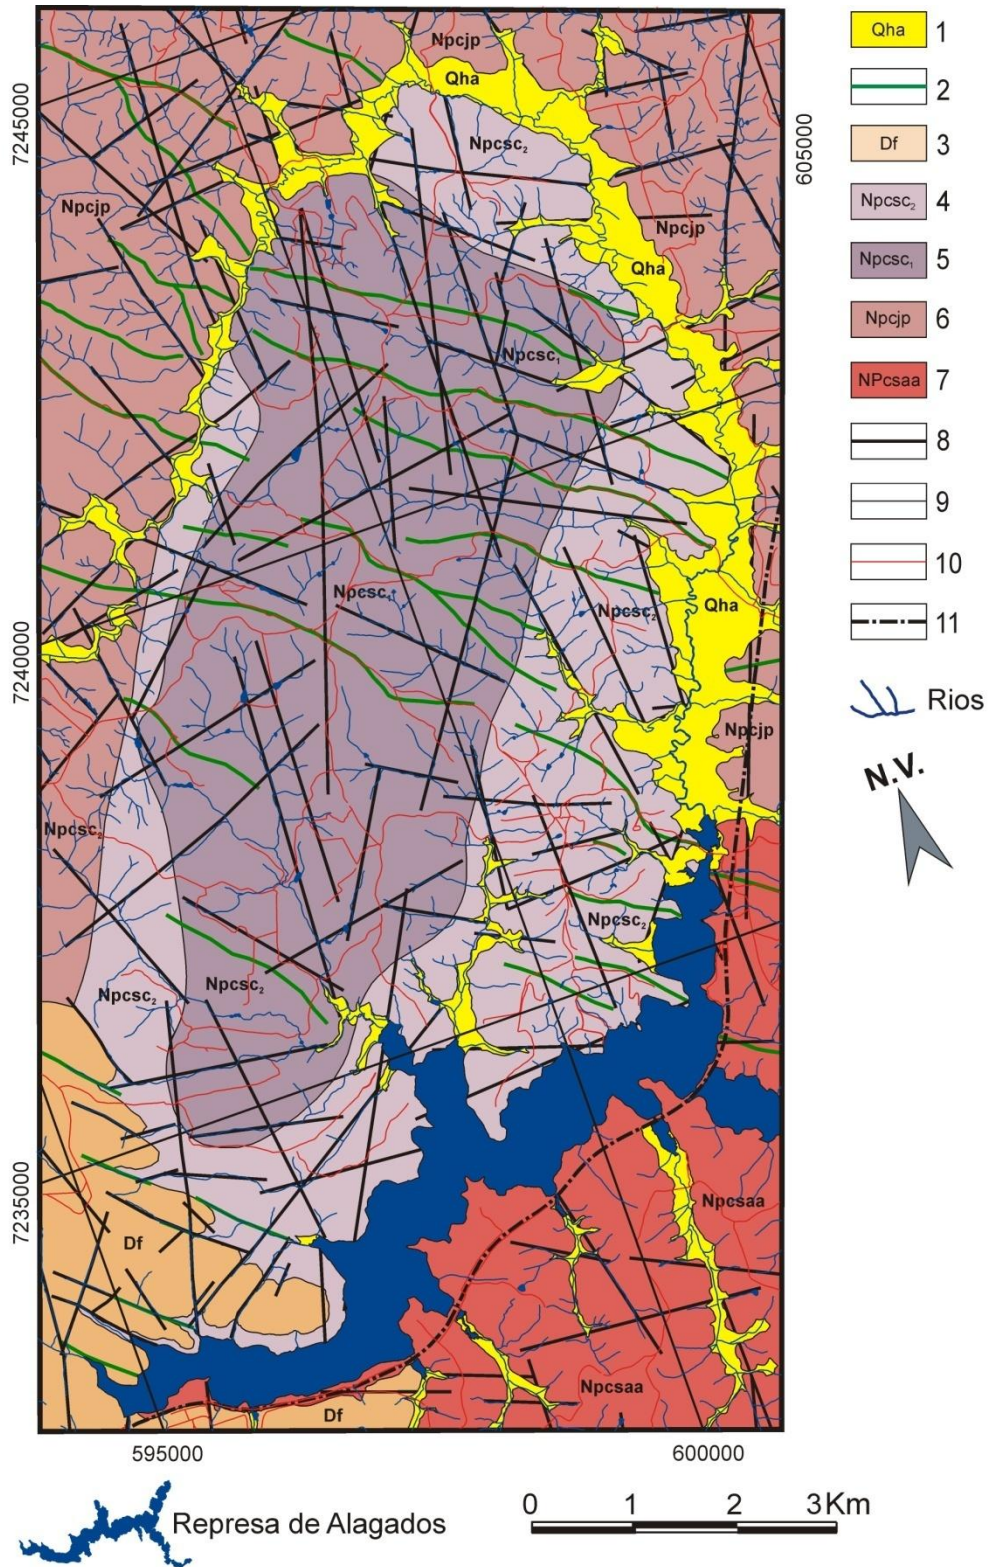 Npcjp
Qha
Npcsc₂
Npcjp
Npcjp
Qha
Npcsc₁
Npcsc₁
Npcsc₂
Qha
Npcjp
Npcsc₂
Npcsc₂
Npcsc₂
Npcsc₂
Npcsaa
Df
Npcsaa
Df
7245000
7240000
7235000
605000
595000
600000
Qha 1
2
Df 3
Npcsc₂ 4
Npcsc₁ 5
Npcjp 6
NPcsaa 7
8
9
10
11
Rios
N.V.
Represa de Alagados
0 1 2 3Km